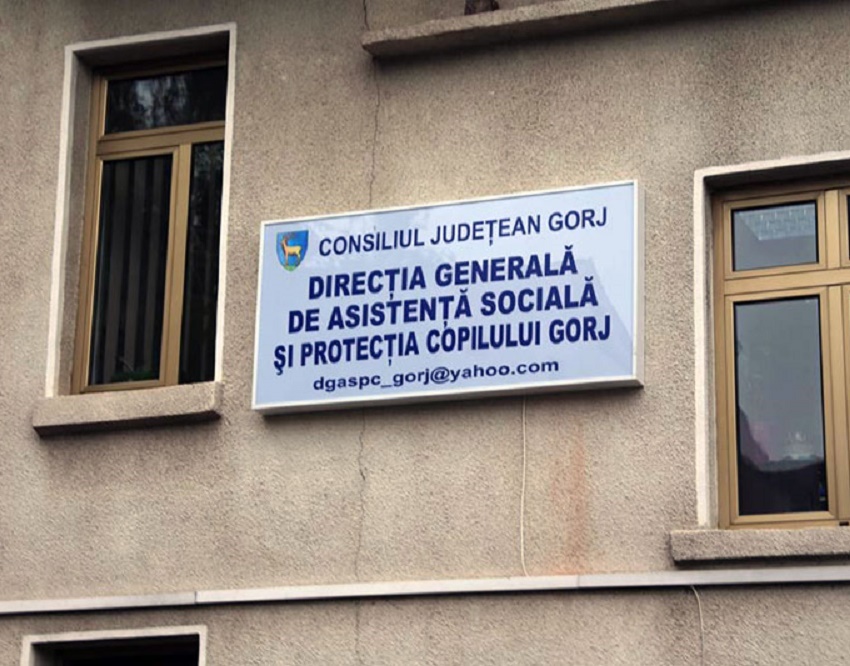 CONSILIUL JUDEȚEAN GORJ
DIRECȚIA GENERALĂ
DE ASISTENȚĂ SOCIALĂ
ŞI PROTECȚIA COPILULUI GORJ
dgaspc_gorj@yahoo.com